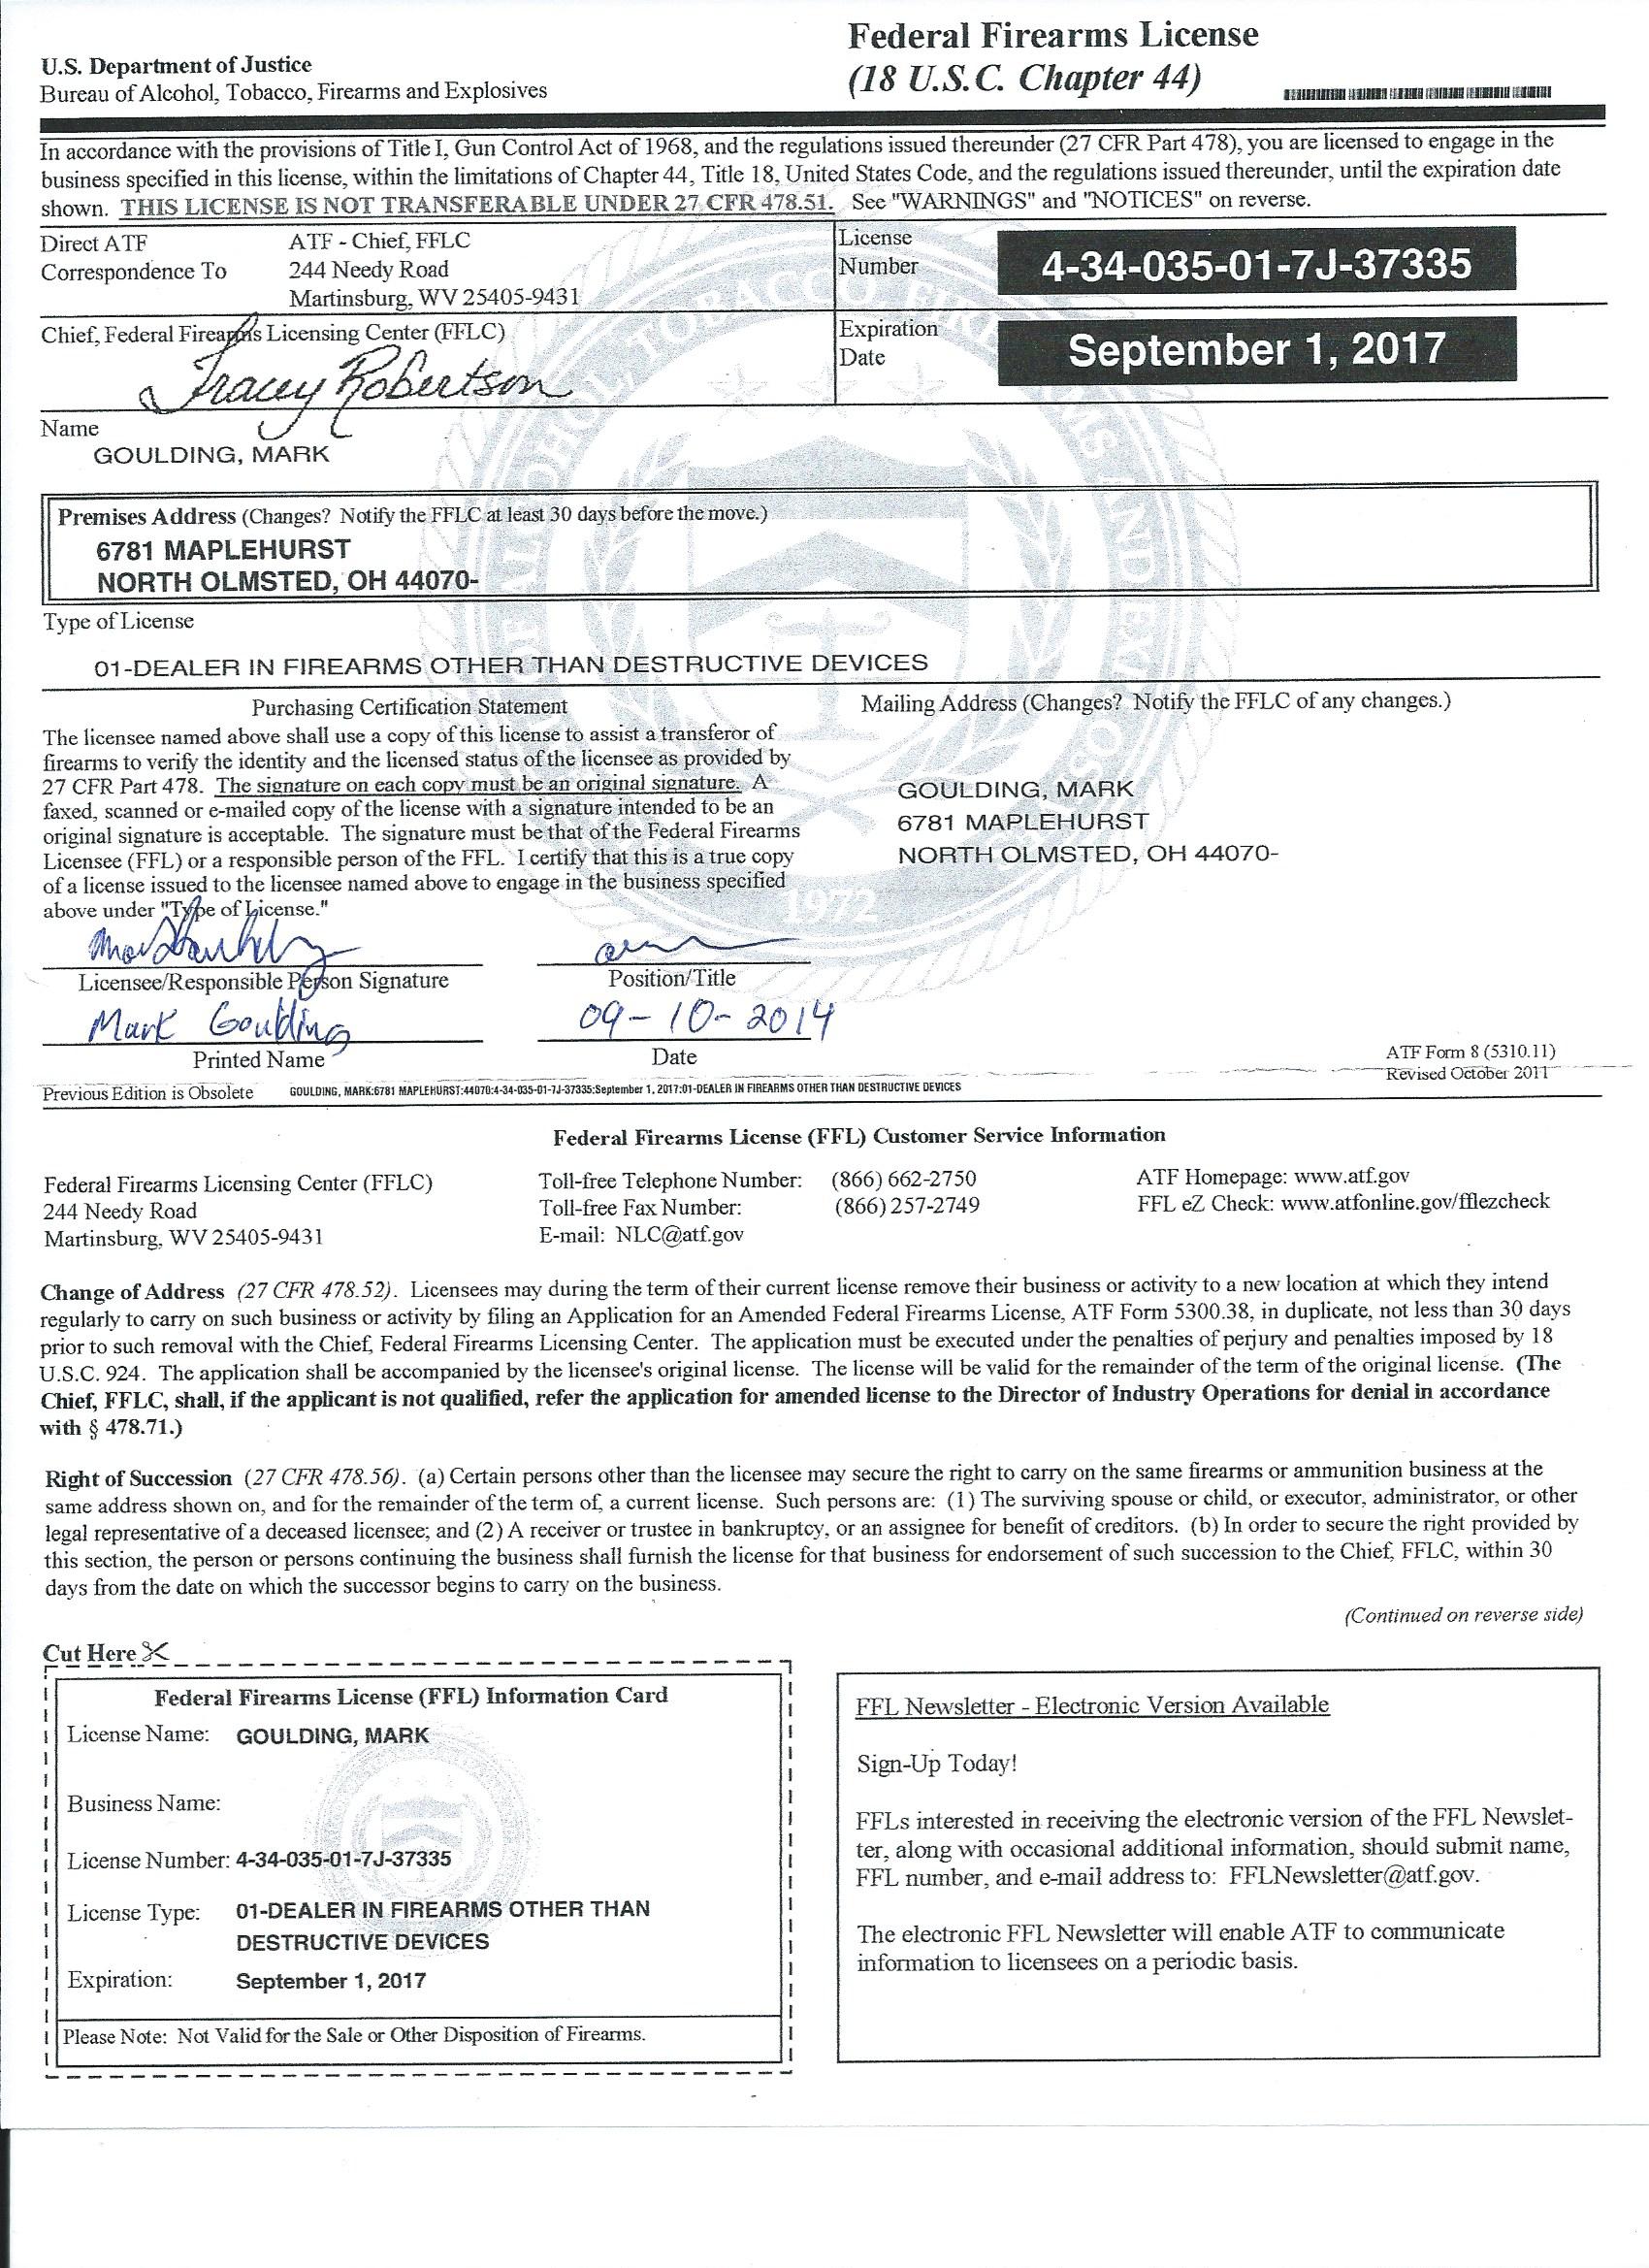 U.S. Department of Justice
Bureau of Alcohol, Tobacco, Firearms and Explosives
Federal Firearms License
(18 U.S.C. Chapter 44)
In accordance with the provisions of Title I, Gun Control Act of 1968, and the regulations issued thereunder (27 CFR Part 478), you are licensed to engage in the
business specified in this license, within the limitations of Chapter 44, Title 18, United States Code, and the regulations issued thereunder, until the expiration date
shown. THIS LICENSE IS NOT TRANSFERABLE UNDER 27 CFR 478.51. See "WARNINGS" and "NOTICES" on reverse.
Direct ATF
Correspondence To
ATF - Chief, FFLC
244 Needy Road
Martinsburg, WV 25405-9431
License
Number
4-34-035-01-7J-37335
Chief, Federal Firearms Licensing Center (FFLC)
Tracey Robertson
Expiration
Date
September 1, 2017
Name
GOULDING, MARK
Premises Address (Changes? Notify the FFLC at least 30 days before the move.)
6781 MAPLEHURST
NORTH OLMSTED, OH 44070-
Type of License
01-DEALER IN FIREARMS OTHER THAN DESTRUCTIVE DEVICES
Purchasing Certification Statement
The licensee named above shall use a copy of this license to assist a transferor of
firearms to verify the identity and the licensed status of the licensee as provided by
27 CFR Part 478. The signature on each copy must be an original signature. A
faxed, scanned or e-mailed copy of the license with a signature intended to be an
original signature is acceptable. The signature must be that of the Federal Firearms
Licensee (FFL) or a responsible person of the FFL. I certify that this is a true copy
of a license issued to the licensee named above to engage in the business specified
above under "Type of License."
Mailing Address (Changes? Notify the FFLC of any changes.)
GOULDING, MARK
6781 MAPLEHURST
NORTH OLMSTED, OH 44070-
1972
Licensee/Responsible Person Signature
Position/Title
Mark Goulding
09-10-2014
Printed Name
Date
ATF Form 8 (5310.11)
Revised October 2011
Previous Edition is Obsolete
GOULDING, MARK:6781 MAPLEHURST:44070:4-34-035-01-7J-37335:September 1, 2017:01-DEALER IN FIREARMS OTHER THAN DESTRUCTIVE DEVICES
Federal Firearms License (FFL) Customer Service Information
Federal Firearms Licensing Center (FFLC)
244 Needy Road
Martinsburg, WV 25405-9431
Toll-free Telephone Number: (866) 662-2750
Toll-free Fax Number: (866) 257-2749
E-mail: NLC@atf.gov
ATF Homepage: www.atf.gov
FFL eZ Check: www.atfonline.gov/fflezcheck
Change of Address (27 CFR 478.52). Licensees may during the term of their current license remove their business or activity to a new location at which they intend
regularly to carry on such business or activity by filing an Application for an Amended Federal Firearms License, ATF Form 5300.38, in duplicate, not less than 30 days
prior to such removal with the Chief, Federal Firearms Licensing Center. The application must be executed under the penalties of perjury and penalties imposed by 18
U.S.C. 924. The application shall be accompanied by the licensee's original license. The license will be valid for the remainder of the term of the original license. (The
Chief, FFLC, shall, if the applicant is not qualified, refer the application for amended license to the Director of Industry Operations for denial in accordance
with § 478.71.)
Right of Succession (27 CFR 478.56). (a) Certain persons other than the licensee may secure the right to carry on the same firearms or ammunition business at the
same address shown on, and for the remainder of the term of, a current license. Such persons are: (1) The surviving spouse or child, or executor, administrator, or other
legal representative of a deceased licensee; and (2) A receiver or trustee in bankruptcy, or an assignee for benefit of creditors. (b) In order to secure the right provided by
this section, the person or persons continuing the business shall furnish the license for that business for endorsement of such succession to the Chief, FFLC, within 30
days from the date on which the successor begins to carry on the business.
(Continued on reverse side)
Cut Here
Federal Firearms License (FFL) Information Card
License Name: GOULDING, MARK
Business Name:
License Number: 4-34-035-01-7J-37335
License Type: 01-DEALER IN FIREARMS OTHER THAN
DESTRUCTIVE DEVICES
Expiration: September 1, 2017
Please Note: Not Valid for the Sale or Other Disposition of Firearms.
FFL Newsletter - Electronic Version Available
Sign-Up Today!
FFLs interested in receiving the electronic version of the FFL Newslet-
ter, along with occasional additional information, should submit name,
FFL number, and e-mail address to: FFLNewsletter@atf.gov.
The electronic FFL Newsletter will enable ATF to communicate
information to licensees on a periodic basis.